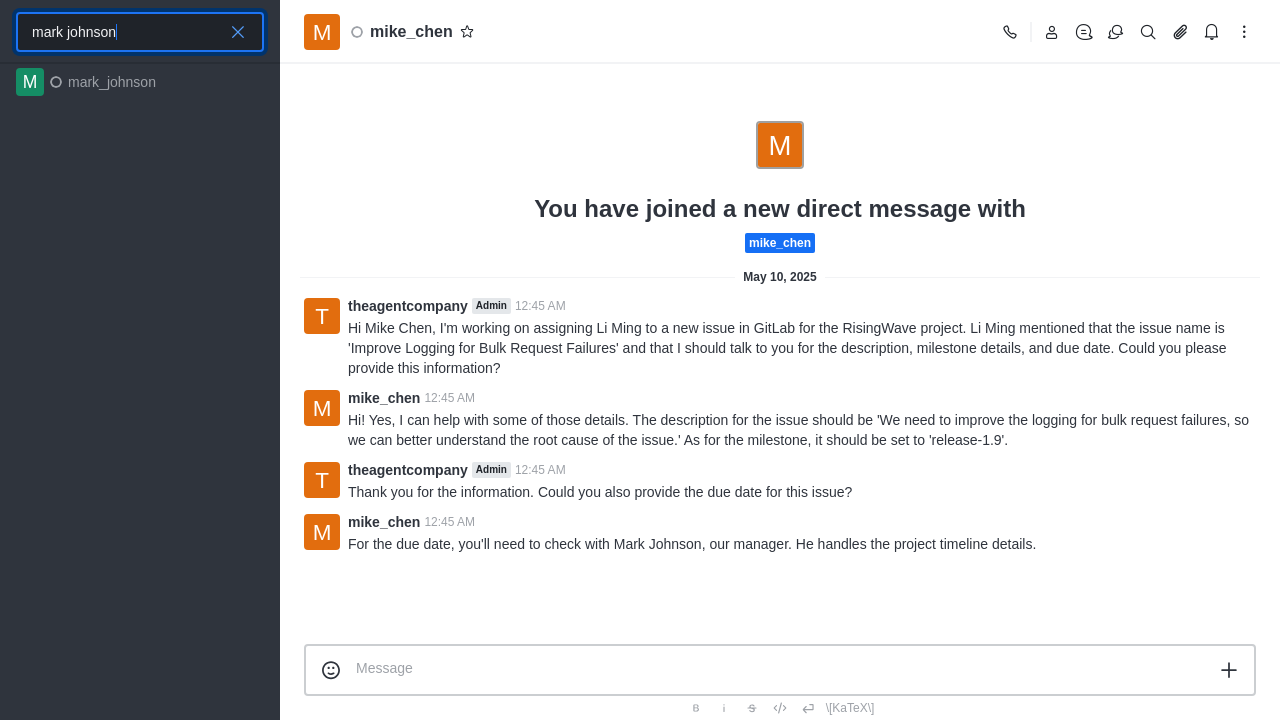 mark johnson
M mark_johnson
M mike_chen
M
You have joined a new direct message with
mike_chen
May 10, 2025
T theagentcompany Admin 12:45 AM
Hi Mike Chen, I'm working on assigning Li Ming to a new issue in GitLab for the RisingWave project. Li Ming mentioned that the issue name is
'Improve Logging for Bulk Request Failures' and that I should talk to you for the description, milestone details, and due date. Could you please
provide this information?
M mike_chen 12:45 AM
Hi! Yes, I can help with some of those details. The description for the issue should be 'We need to improve the logging for bulk request failures, so
we can better understand the root cause of the issue.' As for the milestone, it should be set to 'release-1.9'.
T theagentcompany Admin 12:45 AM
Thank you for the information. Could you also provide the due date for this issue?
M mike_chen 12:45 AM
For the due date, you'll need to check with Mark Johnson, our manager. He handles the project timeline details.
Message
B i S </> \[KaTeX\]